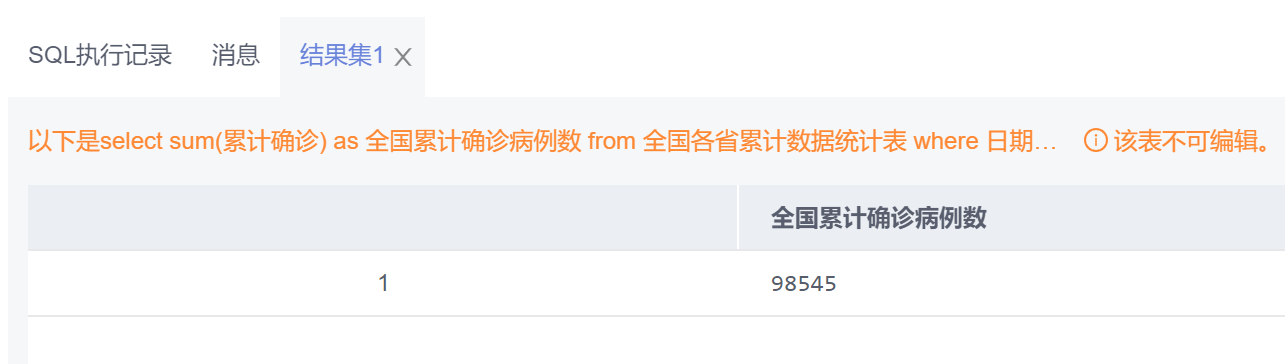 SQL执行记录 消息 结果集1
以下是select sum(累计确诊) as 全国累计确诊病例数 from 全国各省累计数据统计表 where 日期… 该表不可编辑。
全国累计确诊病例数
1 98545